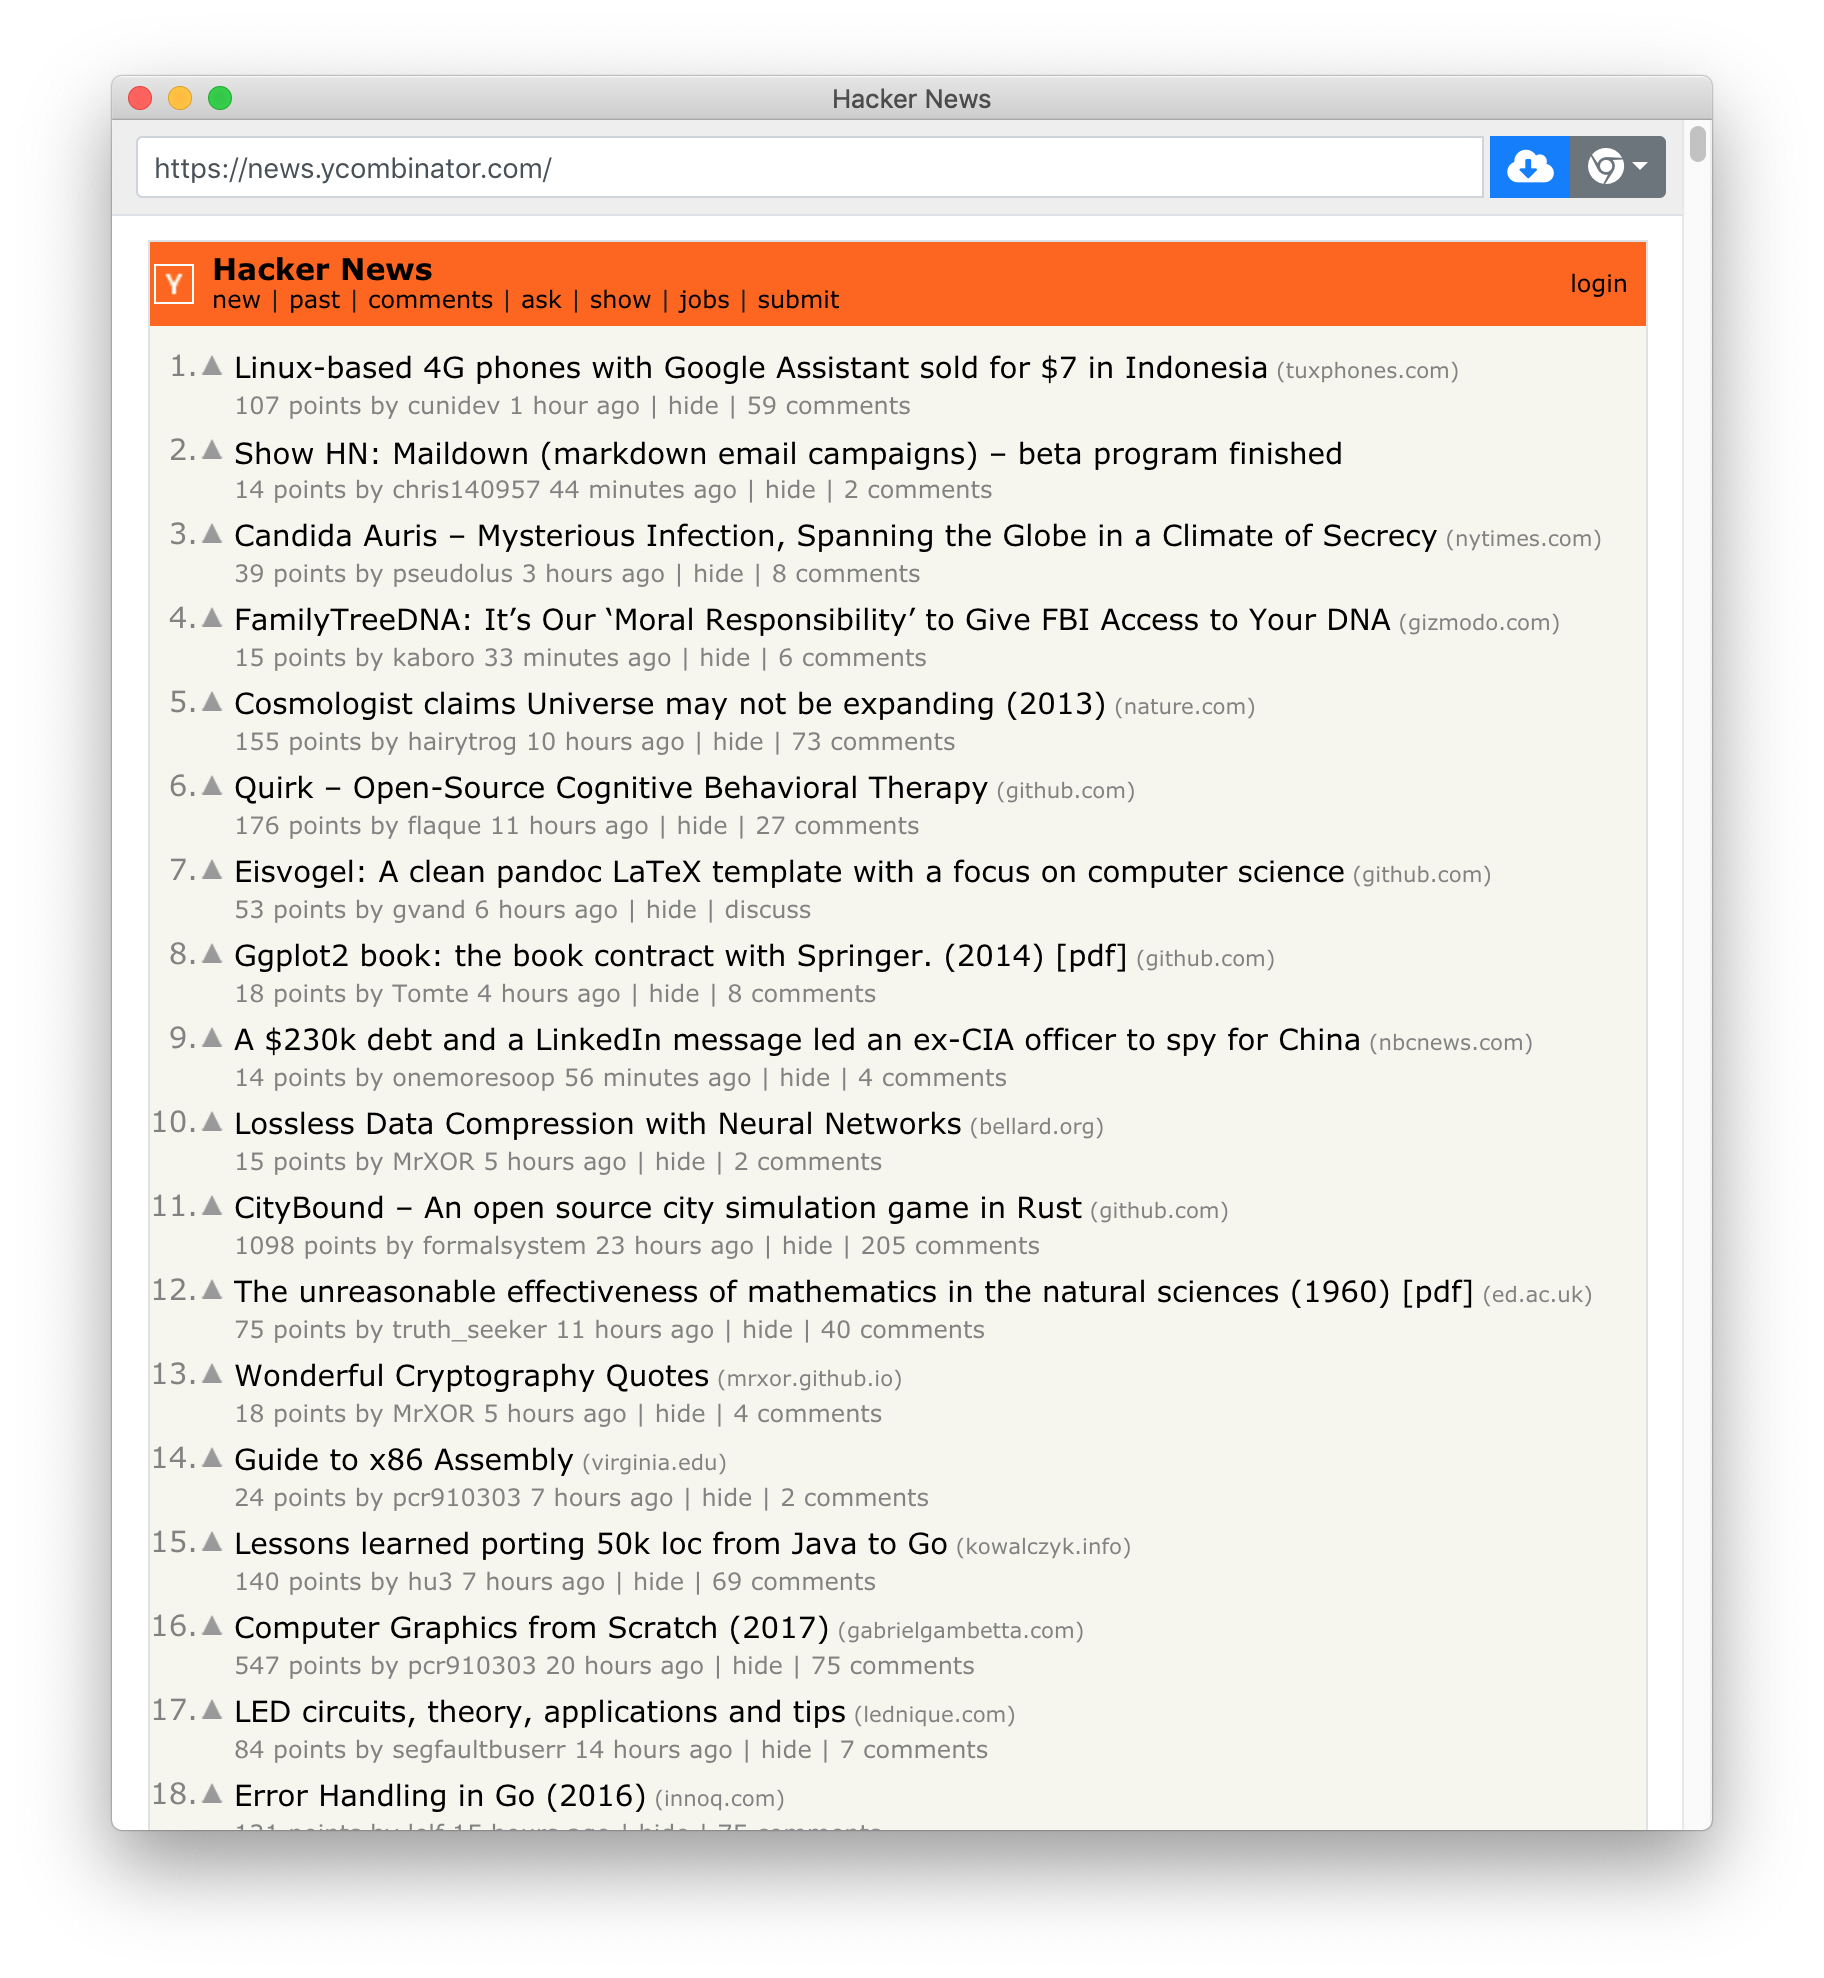 Hacker News
https://news.ycombinator.com/
Y
Hacker News
new | past | comments | ask | show | jobs | submit
login
1. Linux-based 4G phones with Google Assistant sold for $7 in Indonesia (tuxphones.com)
107 points by cunidev 1 hour ago | hide | 59 comments
2. Show HN: Maildown (markdown email campaigns) – beta program finished
14 points by chris140957 44 minutes ago | hide | 2 comments
3. Candida Auris – Mysterious Infection, Spanning the Globe in a Climate of Secrecy (nytimes.com)
39 points by pseudolus 3 hours ago | hide | 8 comments
4. FamilyTreeDNA: It’s Our ‘Moral Responsibility’ to Give FBI Access to Your DNA (gizmodo.com)
15 points by kaboro 33 minutes ago | hide | 6 comments
5. Cosmologist claims Universe may not be expanding (2013) (nature.com)
155 points by hairytrog 10 hours ago | hide | 73 comments
6. Quirk – Open-Source Cognitive Behavioral Therapy (github.com)
176 points by flaque 11 hours ago | hide | 27 comments
7. Eisvogel: A clean pandoc LaTeX template with a focus on computer science (github.com)
53 points by gvand 6 hours ago | hide | discuss
8. Ggplot2 book: the book contract with Springer. (2014) [pdf] (github.com)
18 points by Tomte 4 hours ago | hide | 8 comments
9. A $230k debt and a LinkedIn message led an ex-CIA officer to spy for China (nbcnews.com)
14 points by onemoresoop 56 minutes ago | hide | 4 comments
10. Lossless Data Compression with Neural Networks (bellard.org)
15 points by MrXOR 5 hours ago | hide | 2 comments
11. CityBound – An open source city simulation game in Rust (github.com)
1098 points by formalsystem 23 hours ago | hide | 205 comments
12. The unreasonable effectiveness of mathematics in the natural sciences (1960) [pdf] (ed.ac.uk)
75 points by truth_seeker 11 hours ago | hide | 40 comments
13. Wonderful Cryptography Quotes (mrxor.github.io)
18 points by MrXOR 5 hours ago | hide | 4 comments
14. Guide to x86 Assembly (virginia.edu)
24 points by pcr910303 7 hours ago | hide | 2 comments
15. Lessons learned porting 50k loc from Java to Go (kowalczyk.info)
140 points by hu3 7 hours ago | hide | 69 comments
16. Computer Graphics from Scratch (2017) (gabrielgambetta.com)
547 points by pcr910303 20 hours ago | hide | 75 comments
17. LED circuits, theory, applications and tips (lednique.com)
84 points by segfaultbuserr 14 hours ago | hide | 7 comments
18. Error Handling in Go (2016) (innoq.com)
points by hours ago | hide | comments